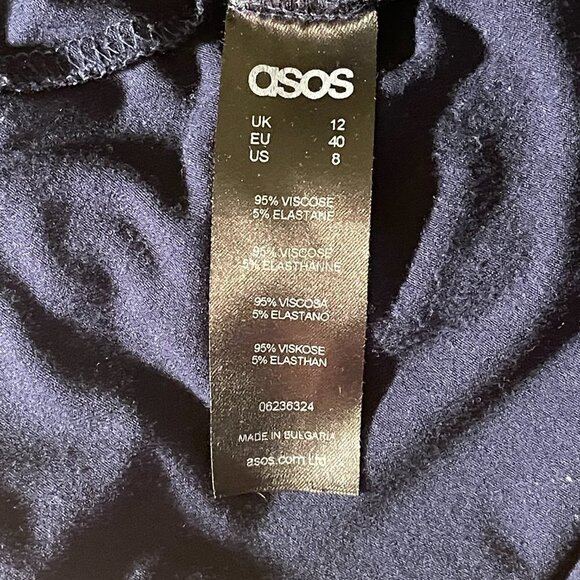 asos
UK 12
EU 40
US 8
95% VISCOSE
5% ELASTANE
95% VISCOSE
5% ELASTHANNE
95% VISCOSA
5% ELASTANO
95% VISKOSE
5% ELASTHAN
06236324
MADE IN BULGARIA
asos.com Ltd